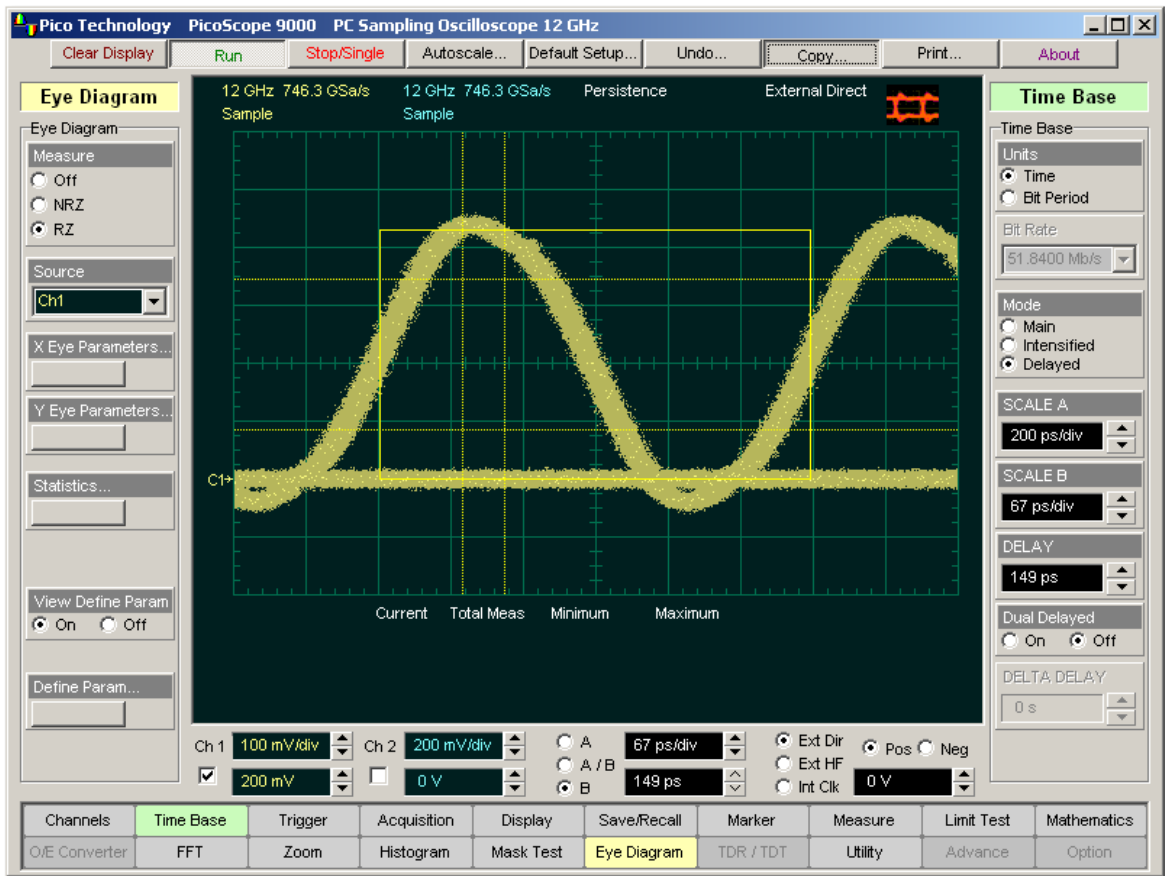 Pico Technology PicoScope 9000 PC Sampling Oscilloscope 12 GHz
Clear Display Run Stop/Single Autoscale... Default Setup... Undo... Copy... Print... About
Eye Diagram
Eye Diagram
Measure
Off
NRZ
RZ
Source
Ch1
X Eye Parameters...
Y Eye Parameters...
Statistics...
View Define Param
On Off
Define Param...
12 GHz 746.3 GSa/s 12 GHz 746.3 GSa/s Persistence External Direct
Sample Sample
C1
Current Total Meas Minimum Maximum
Time Base
Time Base
Units
Time
Bit Period
Bit Rate
51.8400 Mb/s
Mode
Main
Intensified
Delayed
SCALE A
200 ps/div
SCALE B
67 ps/div
DELAY
149 ps
Dual Delayed
On Off
DELTA DELAY
0 s
Ch 1 100 mV/div Ch 2 200 mV/div A 67 ps/div Ext Dir Pos Neg
A / B Ext HF
200 mV 0 V B 149 ps Int Clk 0 V
Channels Time Base Trigger Acquisition Display Save/Recall Marker Measure Limit Test Mathematics
O/E Converter FFT Zoom Histogram Mask Test Eye Diagram TDR / TDT Utility Advance Option